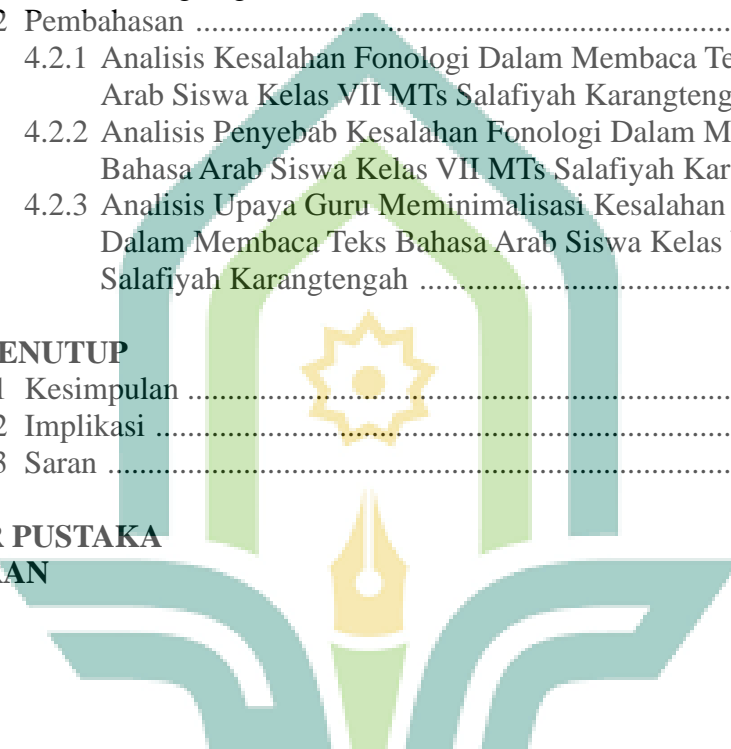 2 Pembahasan ....................................................................
4.2.1 Analisis Kesalahan Fonologi Dalam Membaca Te
Arab Siswa Kelas VII MTs Salafiyah Karangteng
4.2.2 Analisis Penyebab Kesalahan Fonologi Dalam M
Bahasa Arab Siswa Kelas VII MTs Salafiyah Kar
4.2.3 Analisis Upaya Guru Meminimalisasi Kesalahan
Dalam Membaca Teks Bahasa Arab Siswa Kelas
Salafiyah Karangtengah ........................................
ENUTUP
1 Kesimpulan .....................................................................
2 Implikasi ..........................................................................
3 Saran ................................................................................
R PUSTAKA
RAN